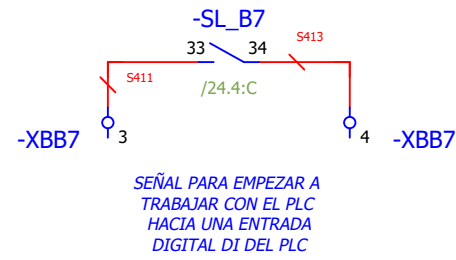 -SL_B7
33 34
S413
S411
/24.4:C
-XBB7 3
4 -XBB7
SEÑAL PARA EMPEZAR A
TRABAJAR CON EL PLC
HACIA UNA ENTRADA
DIGITAL DI DEL PLC